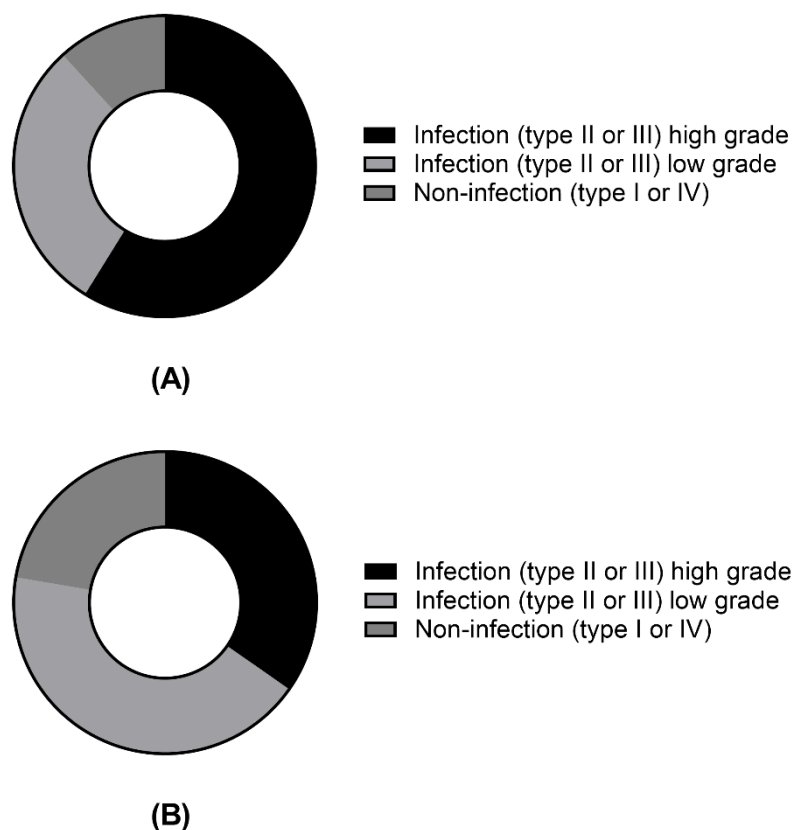 Infection (type II or III) high grade
Infection (type II or III) low grade
Non-infection (type I or IV)
(A)
Infection (type II or III) high grade
Infection (type II or III) low grade
Non-infection (type I or IV)
(B)